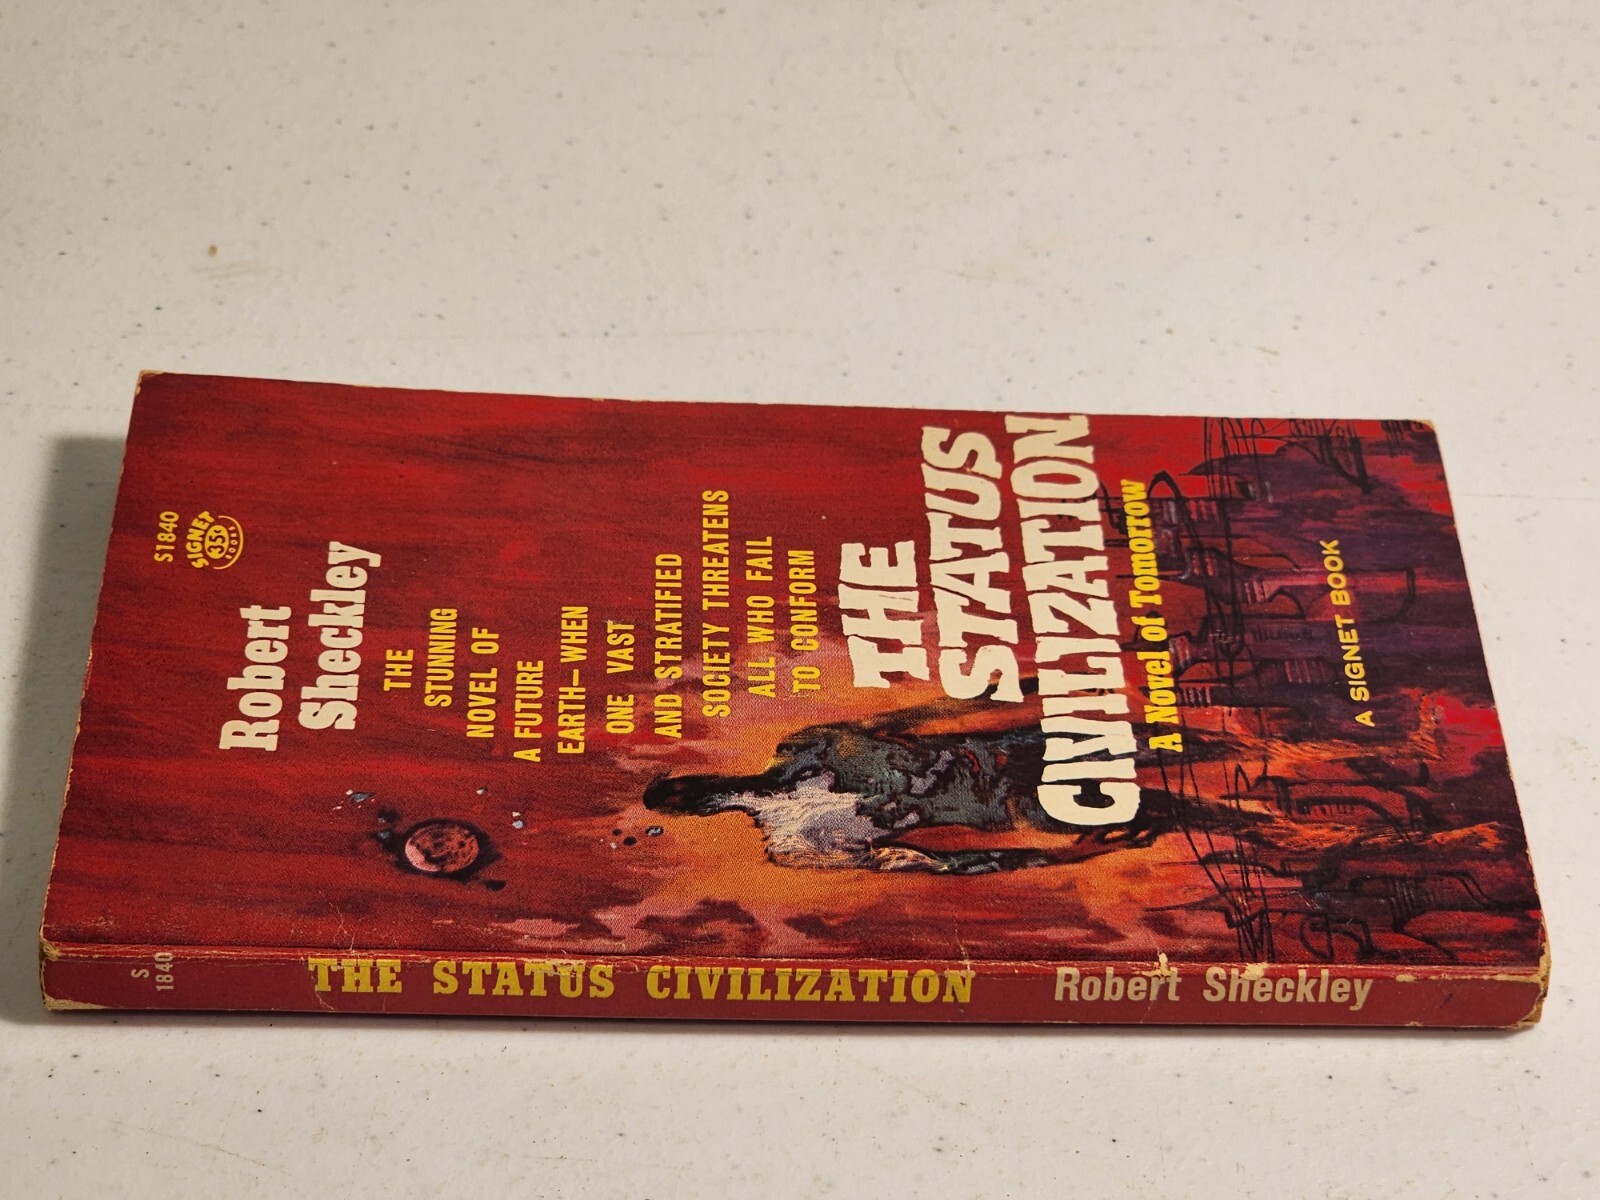 S1840
SIGNET
35¢
BOOKS
Robert
Sheckley
THE
STUNNING
NOVEL OF
A FUTURE
EARTH—WHEN
ONE VAST
AND STRATIFIED
SOCIETY THREATENS
ALL WHO FAIL
TO CONFORM
THE
STATUS
CIVILIZATION
A Novel of Tomorrow
A SIGNET BOOK
S
1840
THE STATUS CIVILIZATION
Robert Sheckley